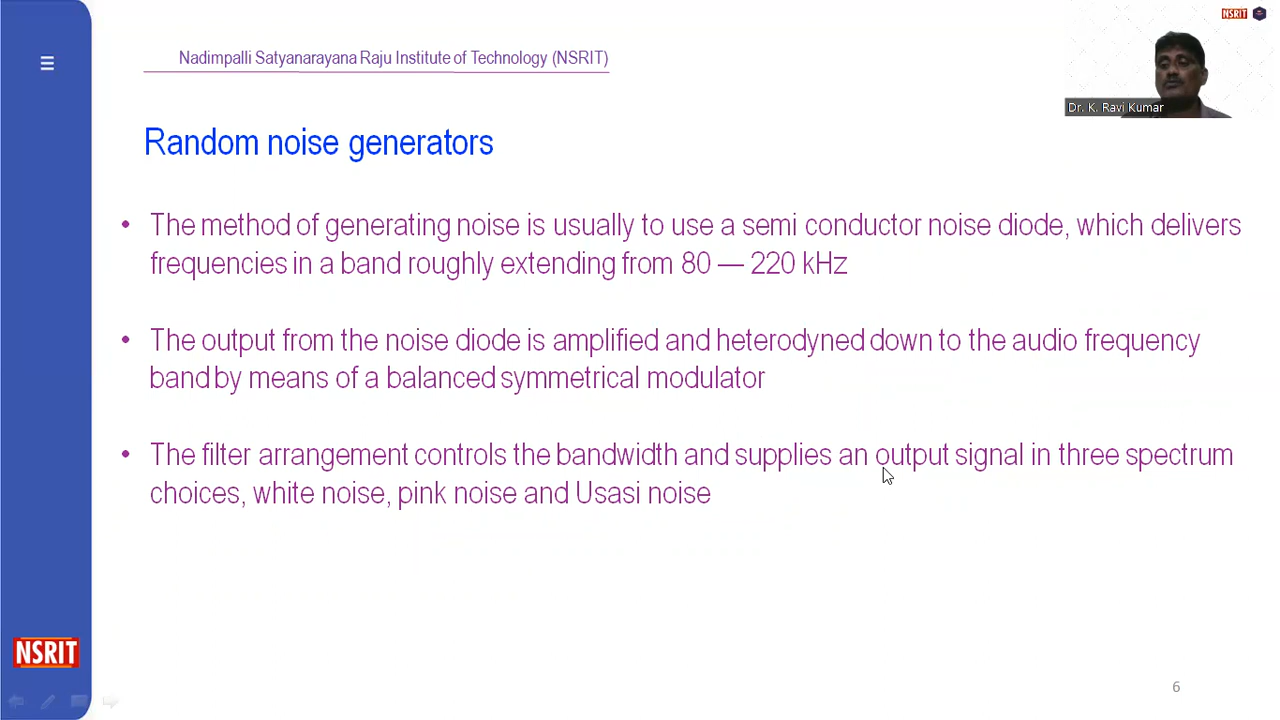 NSRIT
Nadimpalli Satyanarayana Raju Institute of Technology (NSRIT)
Dr. K. Ravi Kumar
Random noise generators
• The method of generating noise is usually to use a semi conductor noise diode, which delivers
frequencies in a band roughly extending from 80 — 220 kHz
• The output from the noise diode is amplified and heterodyned down to the audio frequency
band by means of a balanced symmetrical modulator
• The filter arrangement controls the bandwidth and supplies an output signal in three spectrum
choices, white noise, pink noise and Usasi noise
NSRIT
6